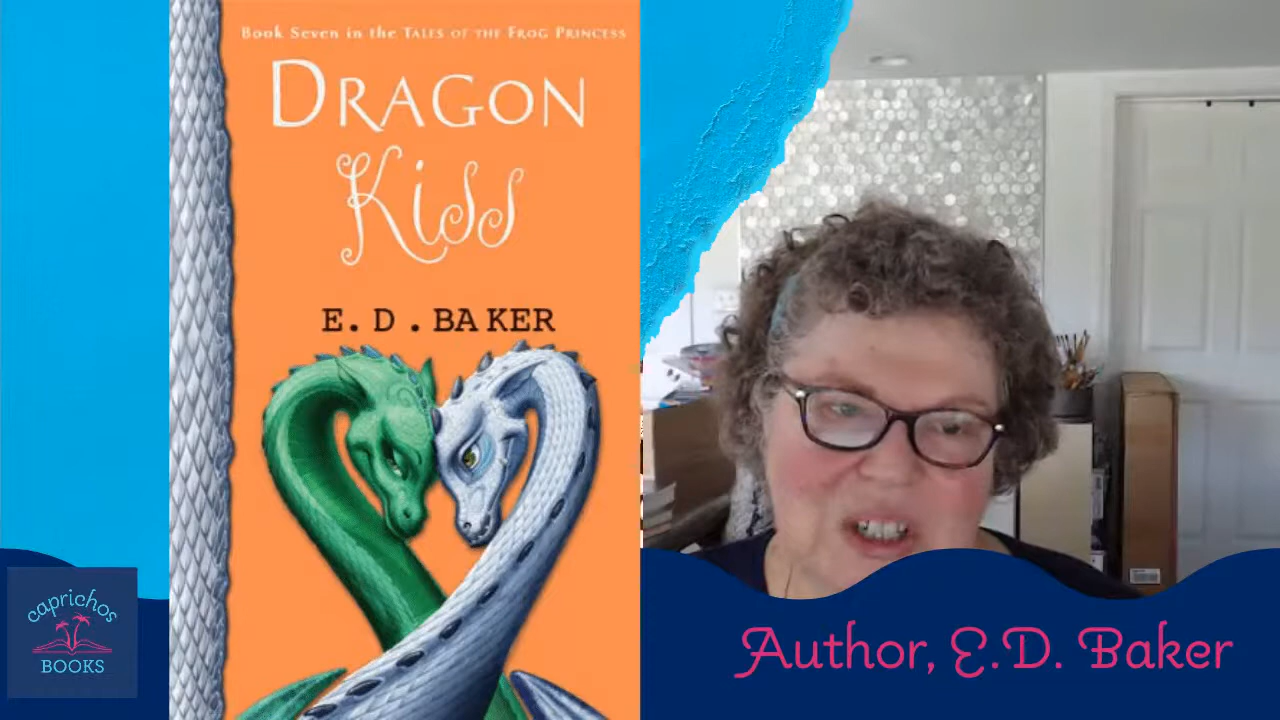 Book Seven in the TALES OF THE FROG PRINCESS
DRAGON
Kiss
E. D. BAKER
caprichos
BOOKS
Author, E.D. Baker